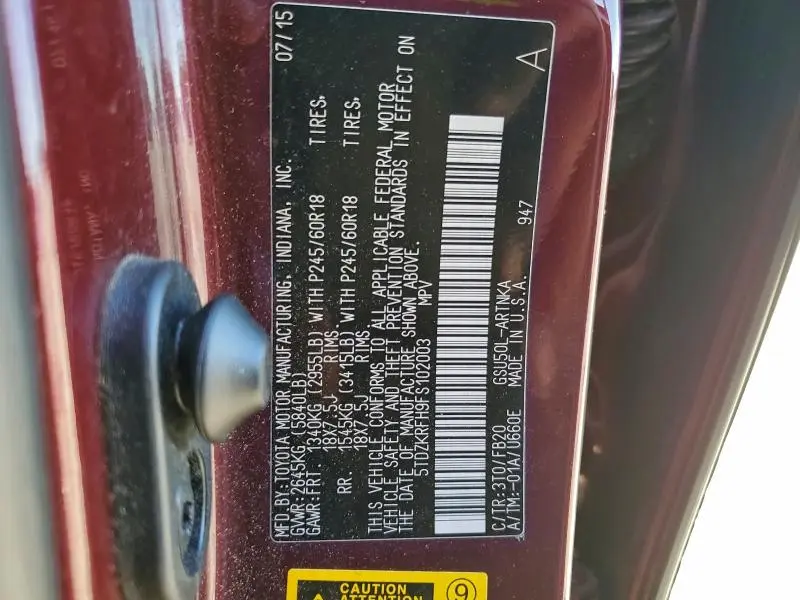 MFD.BY:TOYOTA MOTOR MANUFACTURING, INDIANA, INC. 07/15
GVWR:2645KG (5840LB)
GAWR:FRT. 1340KG (2955LB) WITH P245/60R18 TIRES,
18X7.5J RIMS
RR. 1545KG (3415LB) WITH P245/60R18 TIRES,
18X7.5J RIMS
THIS VEHICLE CONFORMS TO ALL APPLICABLE FEDERAL MOTOR
VEHICLE SAFETY AND THEFT PREVENTION STANDARDS IN EFFECT ON
THE DATE OF MANUFACTURE SHOWN ABOVE.
5TDZKRFH9FS102003 MPV
C/TR:3T0/FB20 GSU50L-ARTNKA
A/TM:-01A/U660E MADE IN U.S.A. 947
A
CAUTION
ATTENTION
9